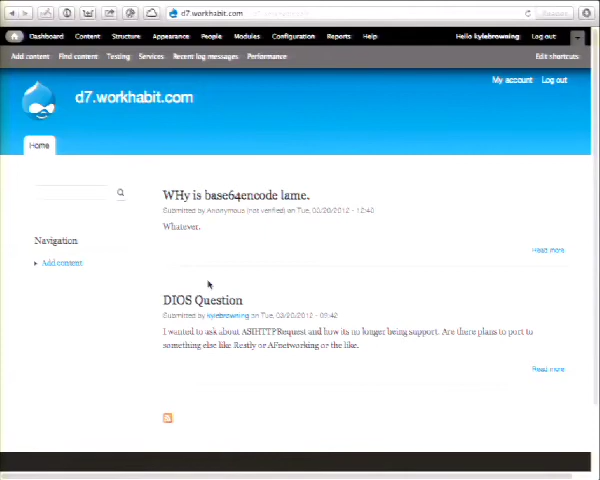 d7.workhabit.com
Dashboard Content Structure Appearance People Modules Configuration Reports Help Hello kylebrowning Log out
Add content Find content Testing Services Recent log messages Performance Edit shortcuts
My account Log out
d7.workhabit.com
Home
WHy is base64encode lame.
Submitted by Anonymous (not verified) on Tue, 03/20/2012 - 12:40
Whatever.
Navigation
Read more
Add content
DIOS Question
Submitted by kylebrowning on Tue, 03/20/2012 - 09:42
I wanted to ask about ASIHTTPRequest and how its no longer being support. Are there plans to port to
something else like Restly or AFnetworking or the like.
Read more